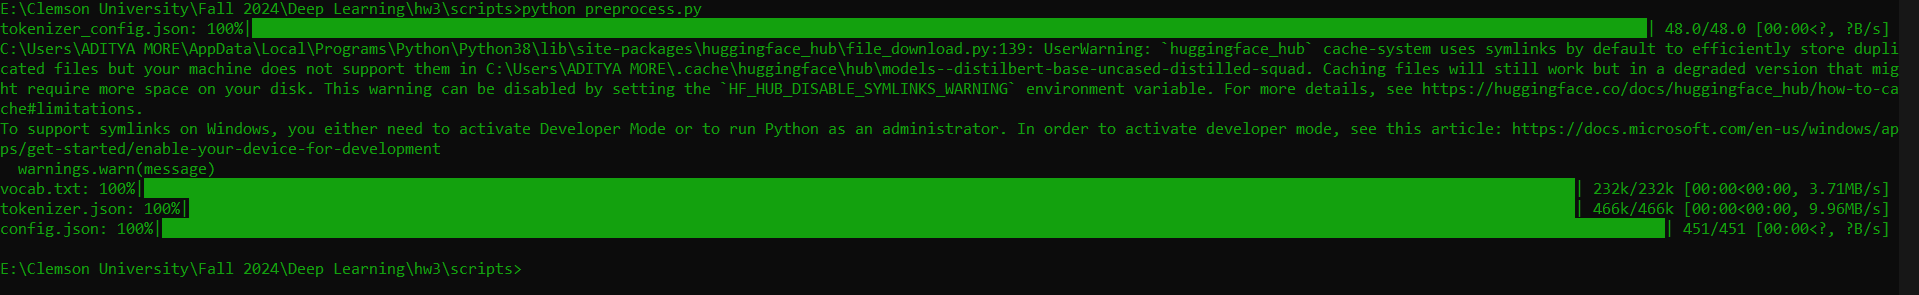 E:\Clemson University\Fall 2024\Deep Learning\hw3\scripts>python preprocess.py
tokenizer_config.json: 100%| | 48.0/48.0 [00:00<?, ?B/s]
C:\Users\ADITYA MORE\AppData\Local\Programs\Python\Python38\lib\site-packages\huggingface_hub\file_download.py:139: UserWarning: `huggingface_hub` cache-system uses symlinks by default to efficiently store dupli
cated files but your machine does not support them in C:\Users\ADITYA MORE\.cache\huggingface\hub\models--distilbert-base-uncased-distilled-squad. Caching files will still work but in a degraded version that mig
ht require more space on your disk. This warning can be disabled by setting the `HF_HUB_DISABLE_SYMLINKS_WARNING` environment variable. For more details, see https://huggingface.co/docs/huggingface_hub/how-to-ca
che#limitations.
To support symlinks on Windows, you either need to activate Developer Mode or to run Python as an administrator. In order to activate developer mode, see this article: https://docs.microsoft.com/en-us/windows/ap
ps/get-started/enable-your-device-for-development
  warnings.warn(message)
vocab.txt: 100%| | 232k/232k [00:00<00:00, 3.71MB/s]
tokenizer.json: 100%| | 466k/466k [00:00<00:00, 9.96MB/s]
config.json: 100%| | 451/451 [00:00<?, ?B/s]
E:\Clemson University\Fall 2024\Deep Learning\hw3\scripts>